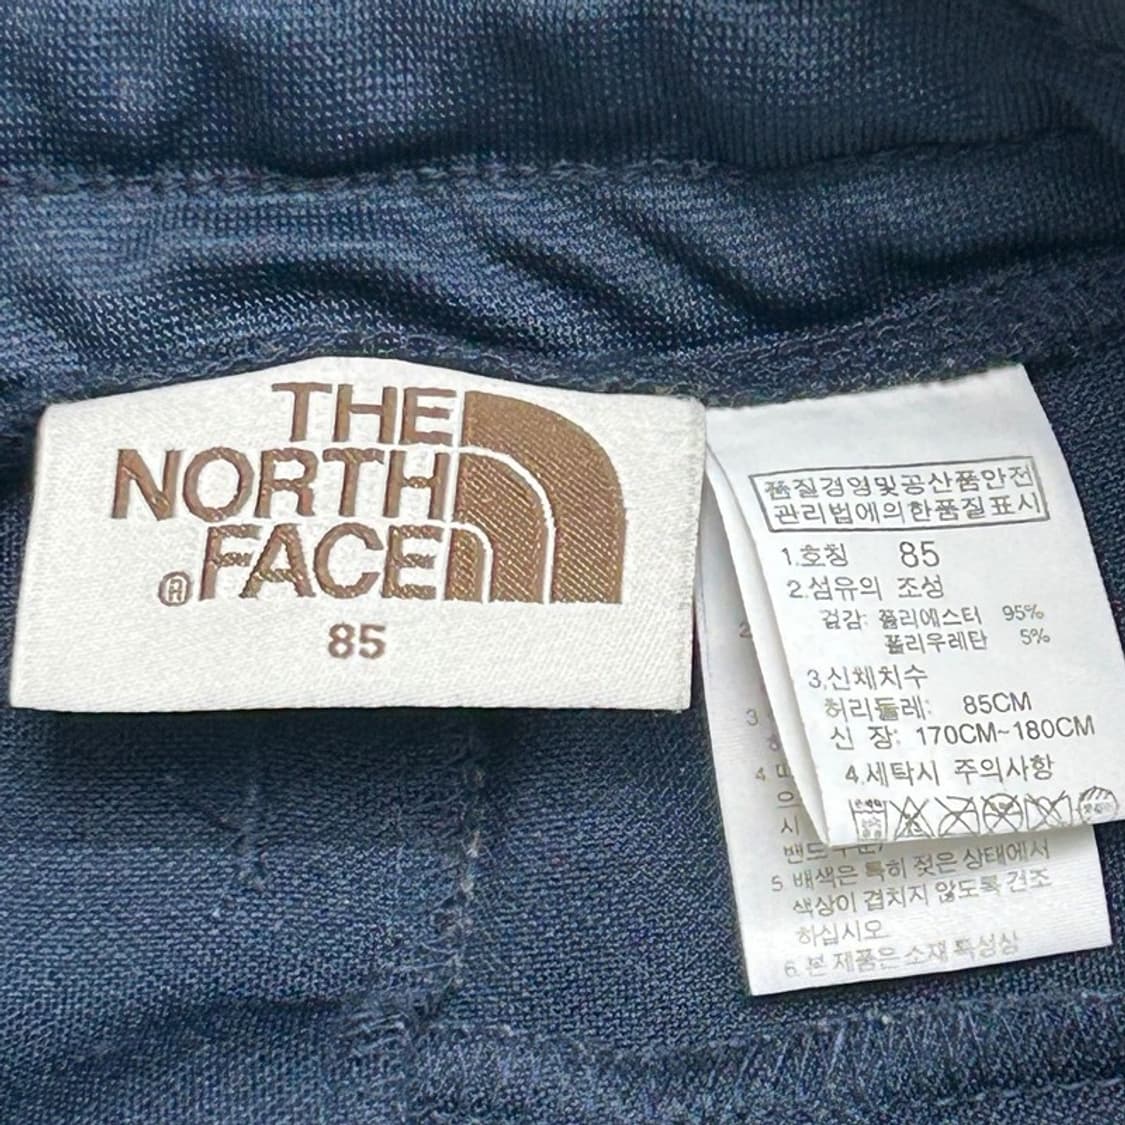 THE
NORTH
FACE
®
85
품질경영및공산품안전
관리법에의한품질표시
1.호칭 85
2.섬유의 조성
겉감: 폴리에스터 95%
폴리우레탄 5%
3.신체치수
허리둘레: 85CM
신 장: 170CM~180CM
4.세탁시 주의사항
2
3
4
으
시
밴드
5. 배색은 특히 젖은 상태에서
색상이 겹치지 않도록 건조
하십시오
6. 본 제품은 소재 특성상